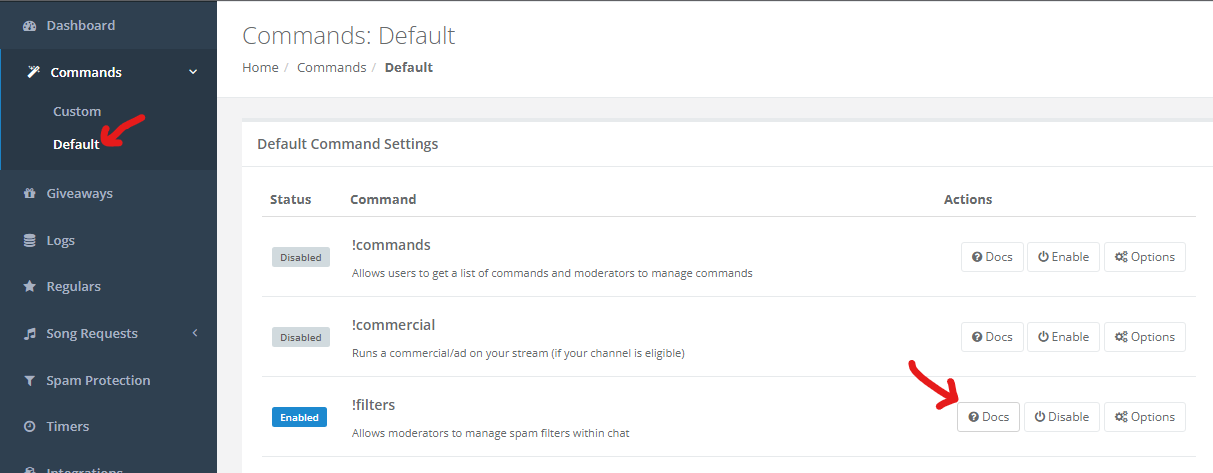 Dashboard
Commands
Custom
Default
Giveaways
Logs
Regulars
Song Requests
Spam Protection
Timers
Integrations
Commands: Default
Home / Commands / Default
Default Command Settings
Status Command Actions
Disabled !commands Docs Enable Options
Allows users to get a list of commands and moderators to manage commands
Disabled !commercial Docs Enable Options
Runs a commercial/ad on your stream (if your channel is eligible)
Enabled !filters Docs Disable Options
Allows moderators to manage spam filters within chat